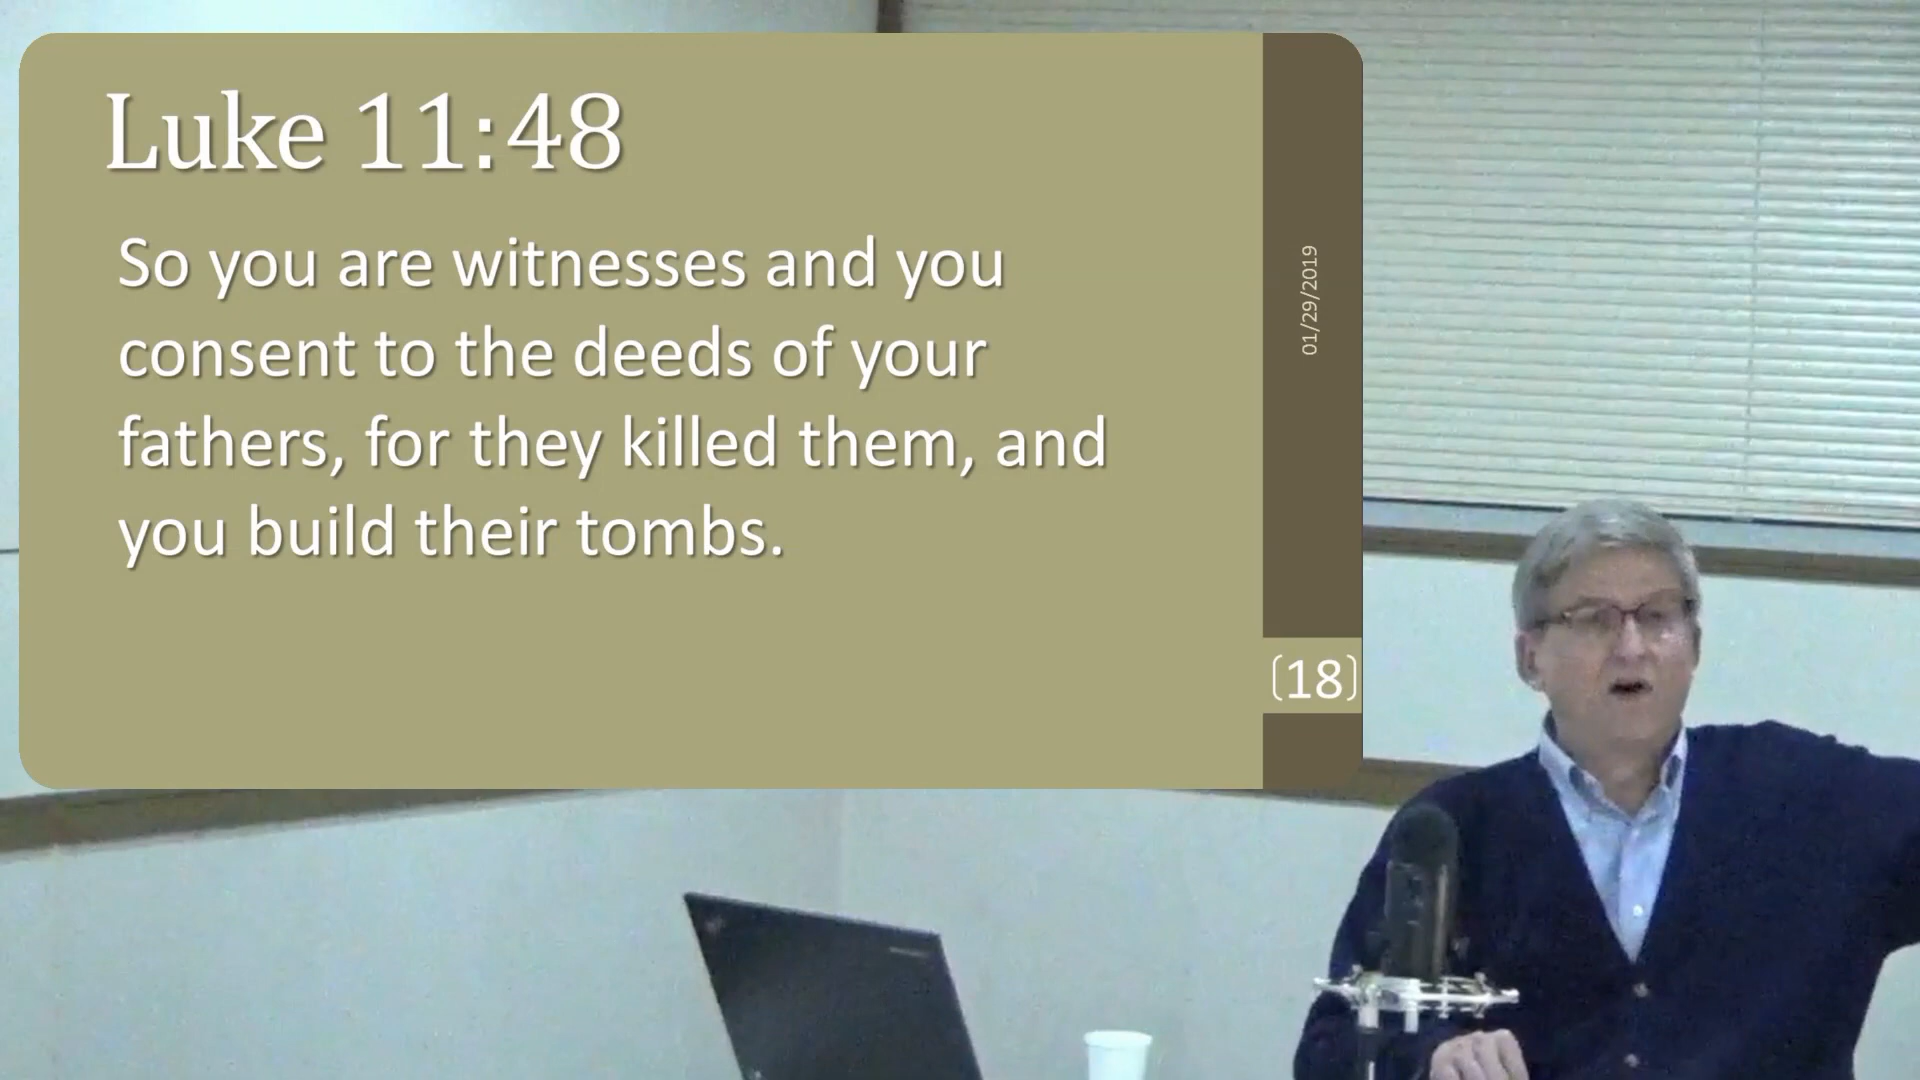 Luke 11:48
So you are witnesses and you
consent to the deeds of your
fathers, for they killed them, and
you build their tombs.
01/29/2019
18